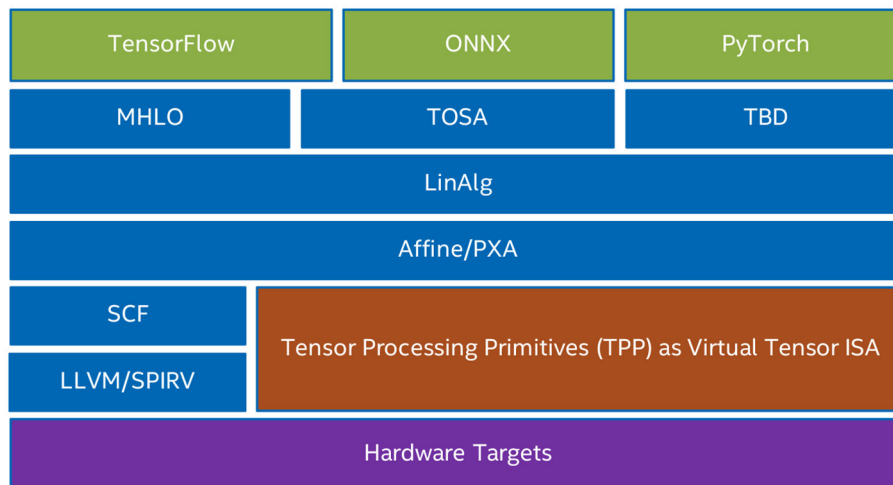 TensorFlow
ONNX
PyTorch
MHLO
TOSA
TBD
LinAlg
Affine/PXA
SCF
Tensor Processing Primitives (TPP) as Virtual Tensor ISA
LLVM/SPIRV
Hardware Targets